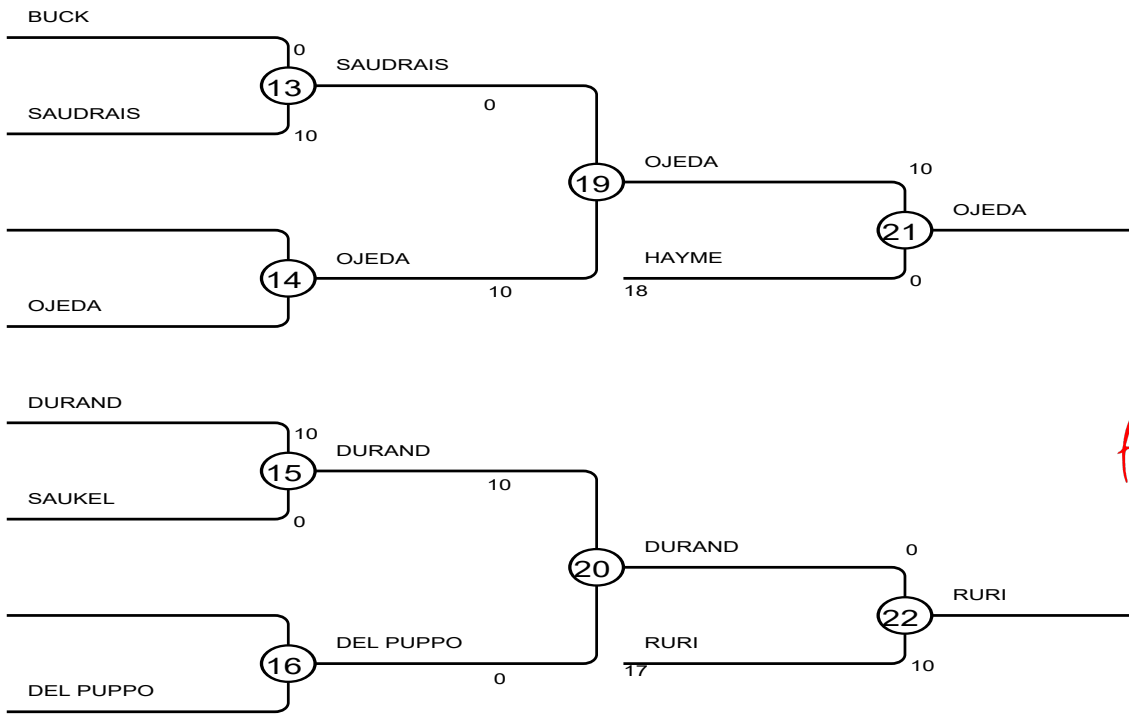 BUCK
0
13
SAUDRAIS
0
SAUDRAIS
10
19
OJEDA
10
21
OJEDA
14
OJEDA
10
HAYME
18
0
OJEDA
DURAND
10
15
DURAND
10
SAUKEL
0
20
DURAND
0
22
RURI
16
DEL PUPPO
0
RURI
17
10
DEL PUPPO